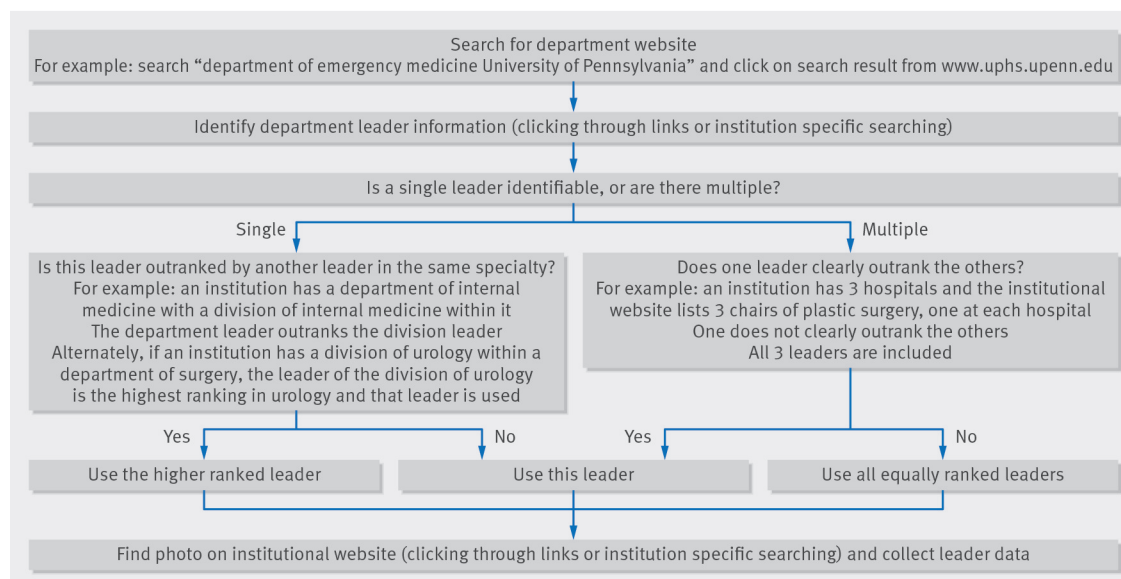 Search for department website
For example: search “department of emergency medicine University of Pennsylvania” and click on search result from www.uphs.upenn.edu
Identify department leader information (clicking through links or institution specific searching)
Is a single leader identifiable, or are there multiple?
Single
Multiple
Is this leader outranked by another leader in the same specialty?
For example: an institution has a department of internal
medicine with a division of internal medicine within it
The department leader outranks the division leader
Alternately, if an institution has a division of urology within a
department of surgery, the leader of the division of urology
is the highest ranking in urology and that leader is used
Does one leader clearly outrank the others?
For example: an institution has 3 hospitals and the institutional
website lists 3 chairs of plastic surgery, one at each hospital
One does not clearly outrank the others
All 3 leaders are included
Yes
No
Yes
No
Use the higher ranked leader
Use this leader
Use all equally ranked leaders
Find photo on institutional website (clicking through links or institution specific searching) and collect leader data